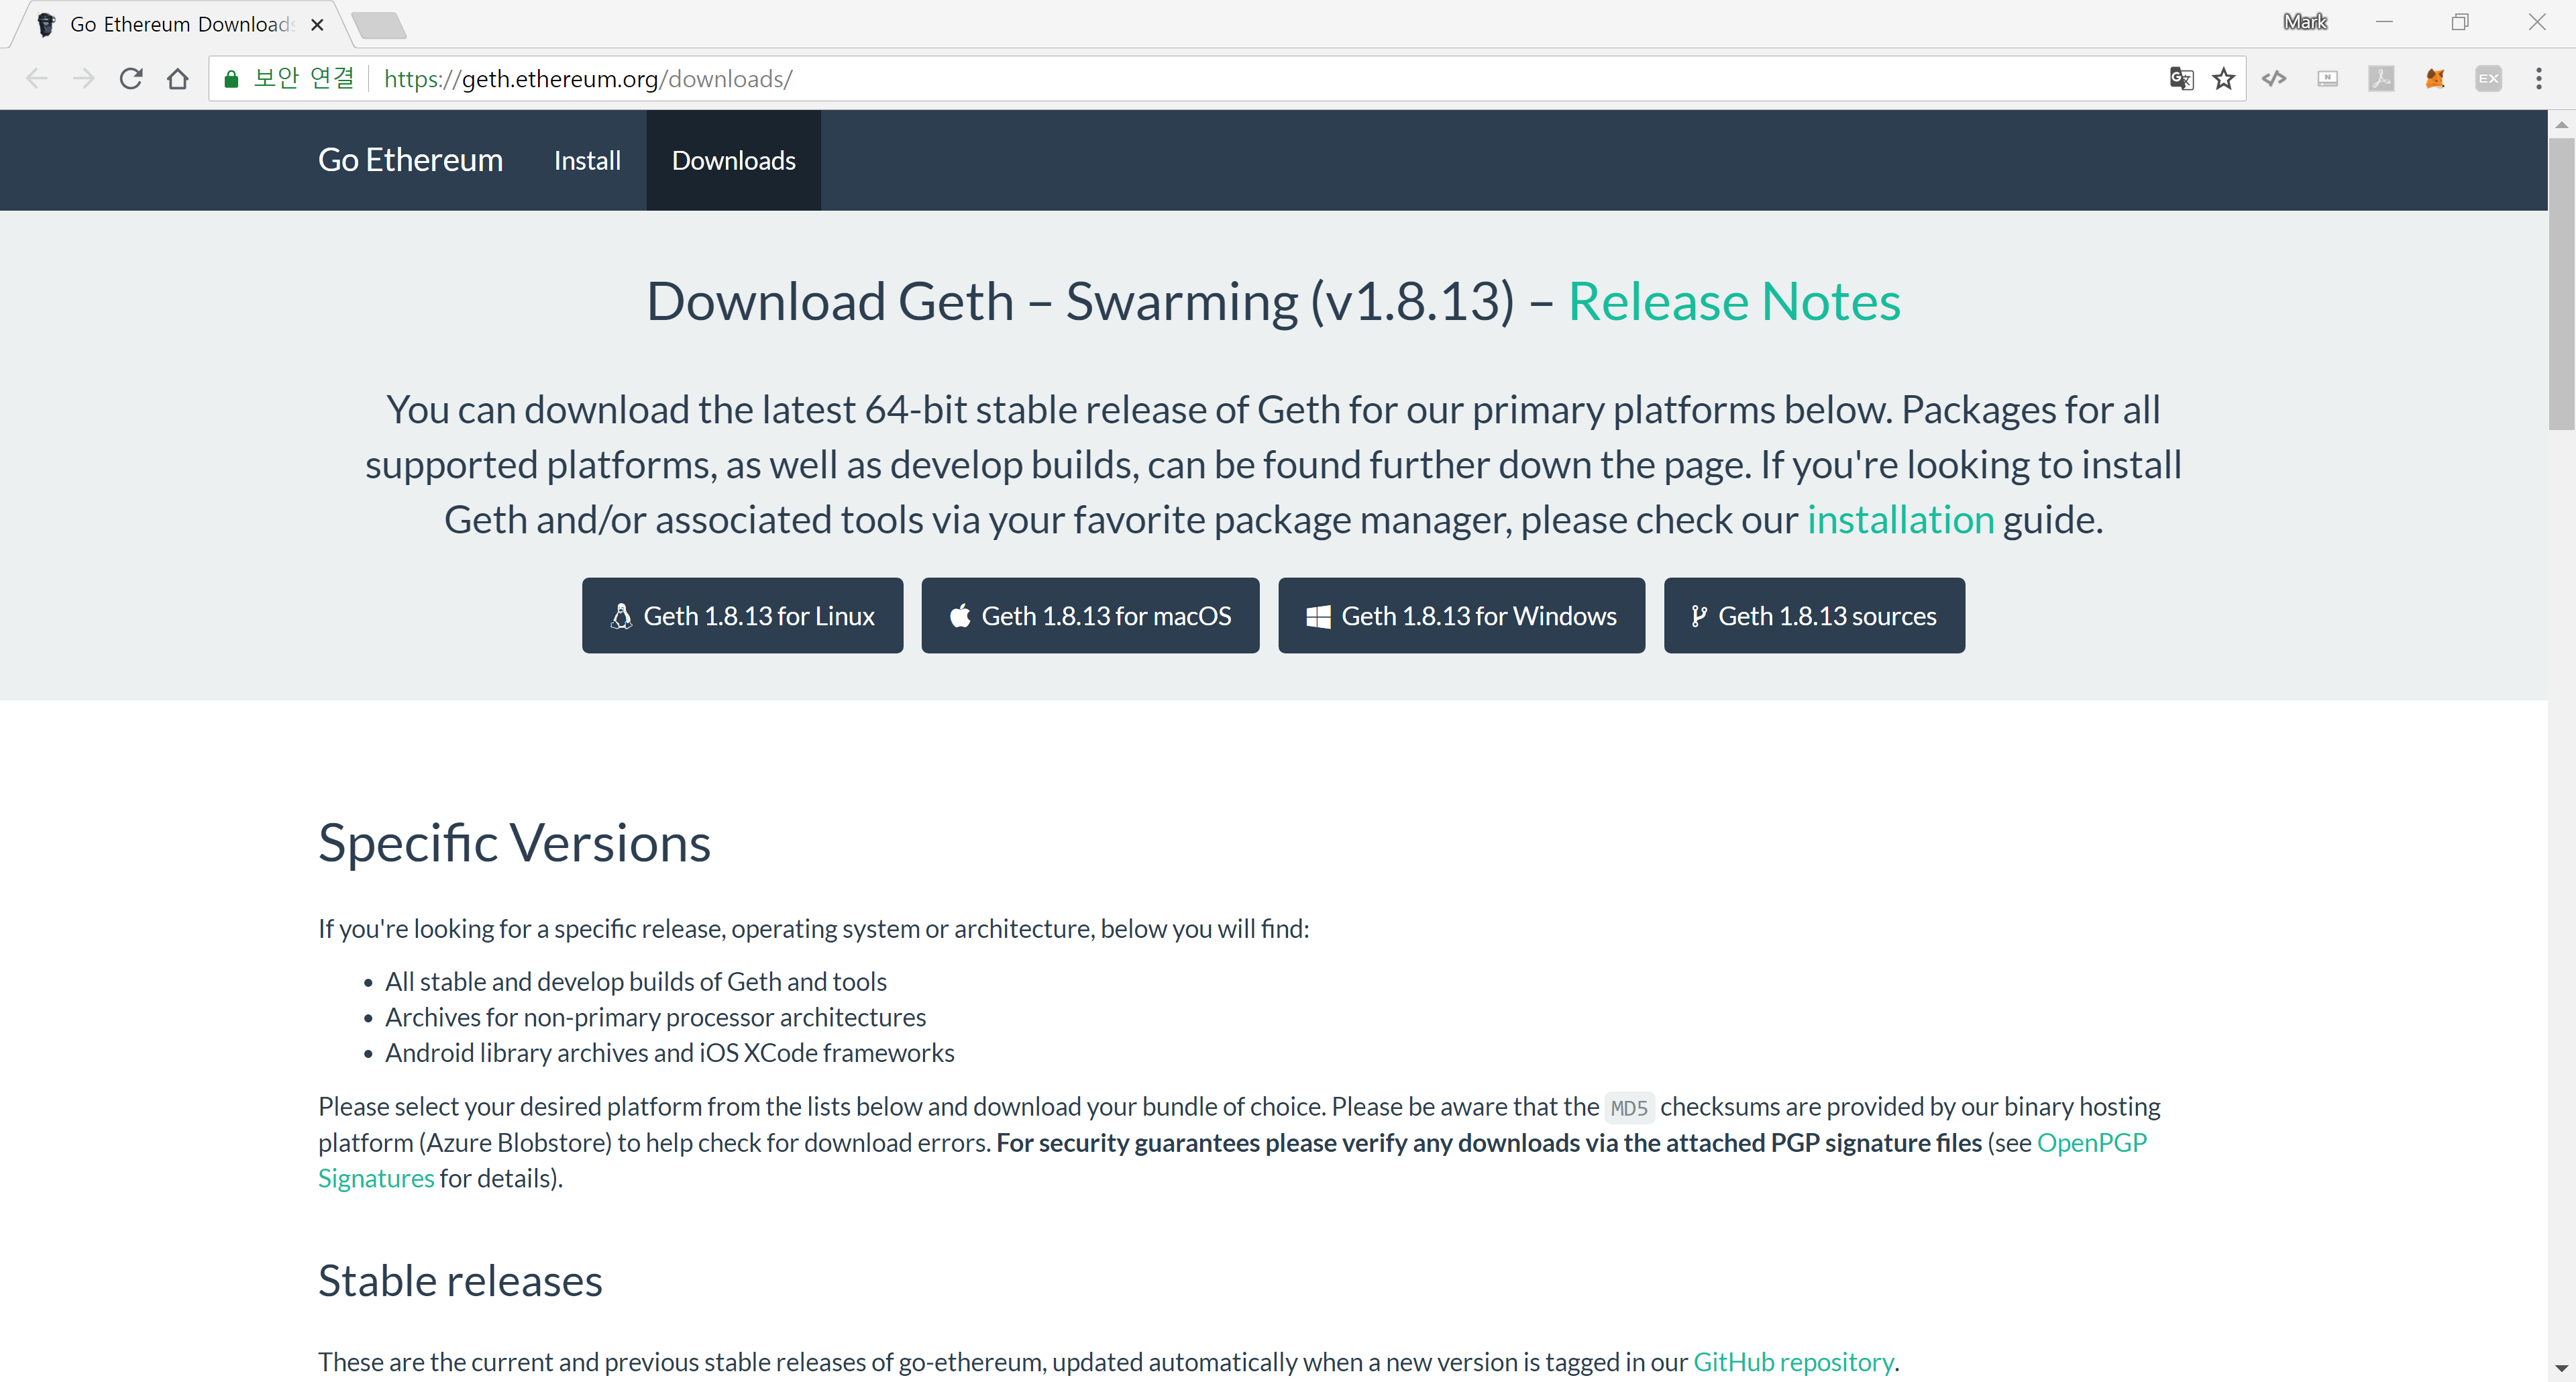 Go Ethereum Downloads
Mark
보안 연결 https://geth.ethereum.org/downloads/
EX
Go Ethereum Install Downloads
Download Geth – Swarming (v1.8.13) – Release Notes
You can download the latest 64-bit stable release of Geth for our primary platforms below. Packages for all
supported platforms, as well as develop builds, can be found further down the page. If you're looking to install
Geth and/or associated tools via your favorite package manager, please check our installation guide.
Geth 1.8.13 for Linux Geth 1.8.13 for macOS Geth 1.8.13 for Windows Geth 1.8.13 sources
Specific Versions
If you're looking for a specific release, operating system or architecture, below you will find:
• All stable and develop builds of Geth and tools
• Archives for non-primary processor architectures
• Android library archives and iOS XCode frameworks
Please select your desired platform from the lists below and download your bundle of choice. Please be aware that the MD5 checksums are provided by our binary hosting
platform (Azure Blobstore) to help check for download errors. For security guarantees please verify any downloads via the attached PGP signature files (see OpenPGP
Signatures for details).
Stable releases
These are the current and previous stable releases of go-ethereum, updated automatically when a new version is tagged in our GitHub repository.